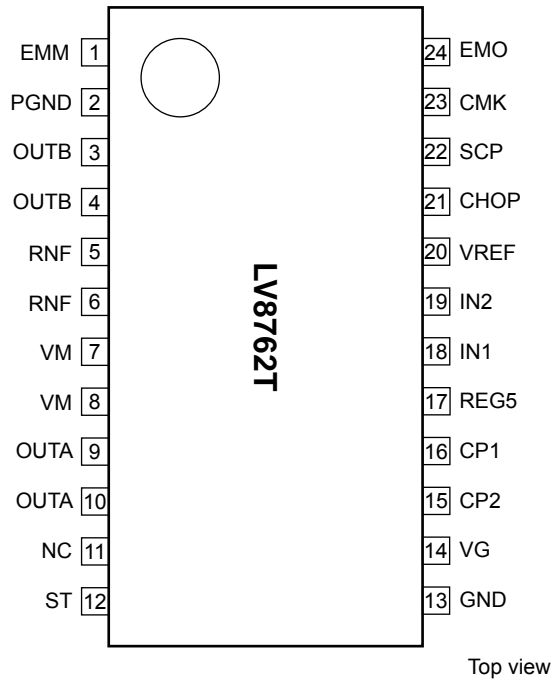 EMM 1 24 EMO
PGND 2 23 CMK
OUTB 3 22 SCP
OUTB 4 21 CHOP
RNF 5 20 VREF
RNF 6 19 IN2
VM 7 18 IN1
VM 8 17 REG5
OUTA 9 16 CP1
OUTA 10 15 CP2
NC 11 14 VG
ST 12 13 GND
LV8762T
Top view